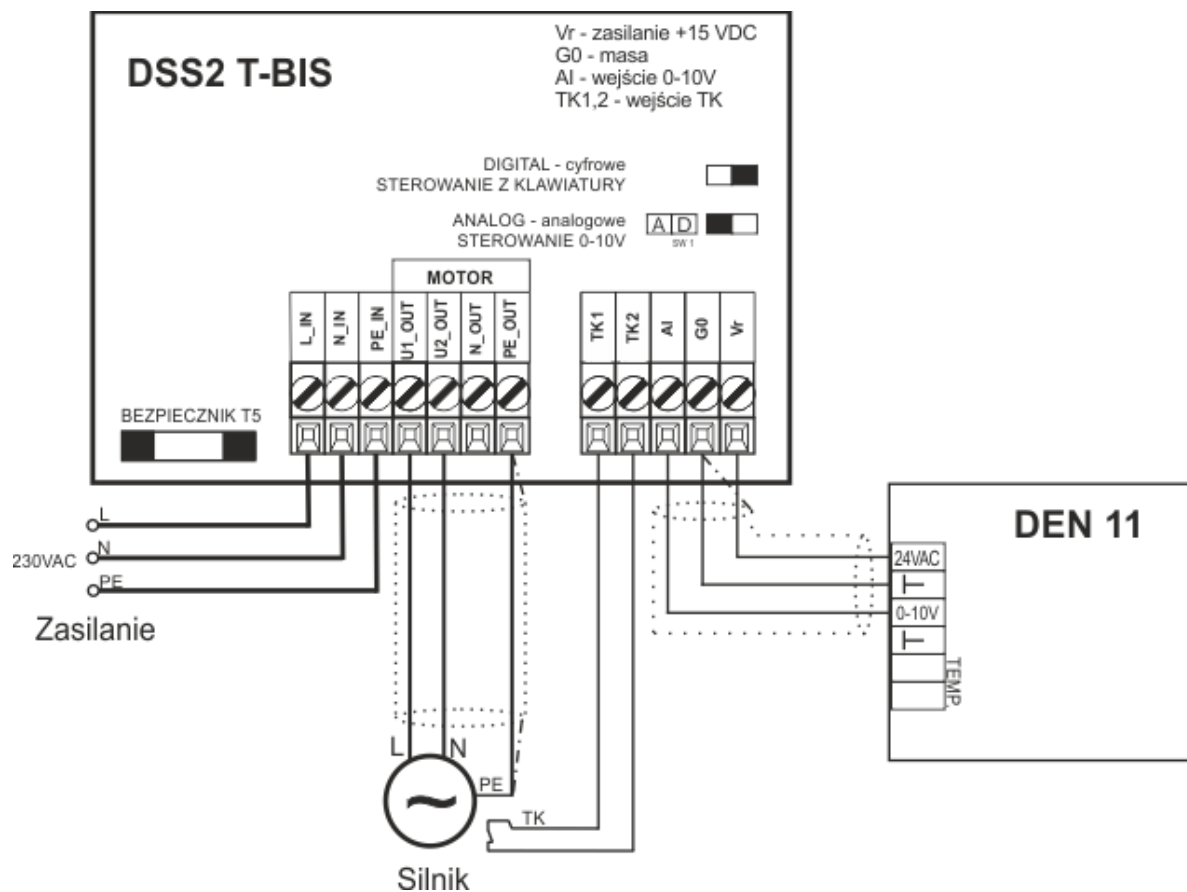 DSS2 T-BIS
Vr - zasilanie +15 VDC
G0 - masa
AI - wejście 0-10V
TK1,2 - wejście TK
DIGITAL - cyfrowe
STEROWANIE Z KLAWIATURY
ANALOG - analogowe
STEROWANIE 0-10V
A D
SW 1
MOTOR
L_IN
N_IN
PE_IN
U1_OUT
U2_OUT
N_OUT
PE_OUT
TK1
TK2
AI
G0
Vr
BEZPIECZNIK T5
L
230VAC
N
PE
Zasilanie
DEN 11
24VAC
0-10V
TEMP.
L
N
PE
TK
Silnik